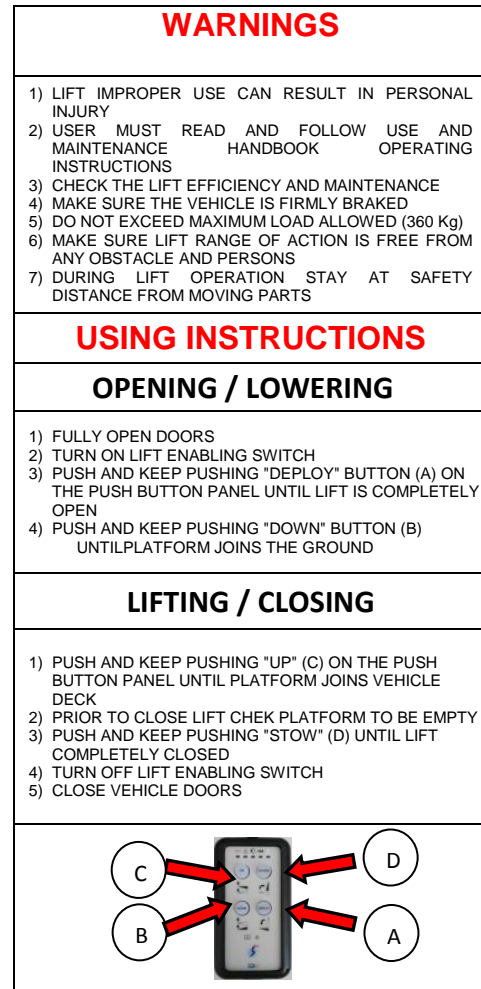 WARNINGS
1) LIFT IMPROPER USE CAN RESULT IN PERSONAL
INJURY
2) USER MUST READ AND FOLLOW USE AND
MAINTENANCE HANDBOOK OPERATING
INSTRUCTIONS
3) CHECK THE LIFT EFFICIENCY AND MAINTENANCE
4) MAKE SURE THE VEHICLE IS FIRMLY BRAKED
5) DO NOT EXCEED MAXIMUM LOAD ALLOWED (360 Kg)
6) MAKE SURE LIFT RANGE OF ACTION IS FREE FROM
ANY OBSTACLE AND PERSONS
7) DURING LIFT OPERATION STAY AT SAFETY
DISTANCE FROM MOVING PARTS
USING INSTRUCTIONS
OPENING / LOWERING
1) FULLY OPEN DOORS
2) TURN ON LIFT ENABLING SWITCH
3) PUSH AND KEEP PUSHING "DEPLOY" BUTTON (A) ON
THE PUSH BUTTON PANEL UNTIL LIFT IS COMPLETELY
OPEN
4) PUSH AND KEEP PUSHING "DOWN" BUTTON (B)
UNTILPLATFORM JOINS THE GROUND
LIFTING / CLOSING
1) PUSH AND KEEP PUSHING "UP" (C) ON THE PUSH
BUTTON PANEL UNTIL PLATFORM JOINS VEHICLE
DECK
2) PRIOR TO CLOSE LIFT CHEK PLATFORM TO BE EMPTY
3) PUSH AND KEEP PUSHING "STOW" (D) UNTIL LIFT
COMPLETELY CLOSED
4) TURN OFF LIFT ENABLING SWITCH
5) CLOSE VEHICLE DOORS
C
D
B
A